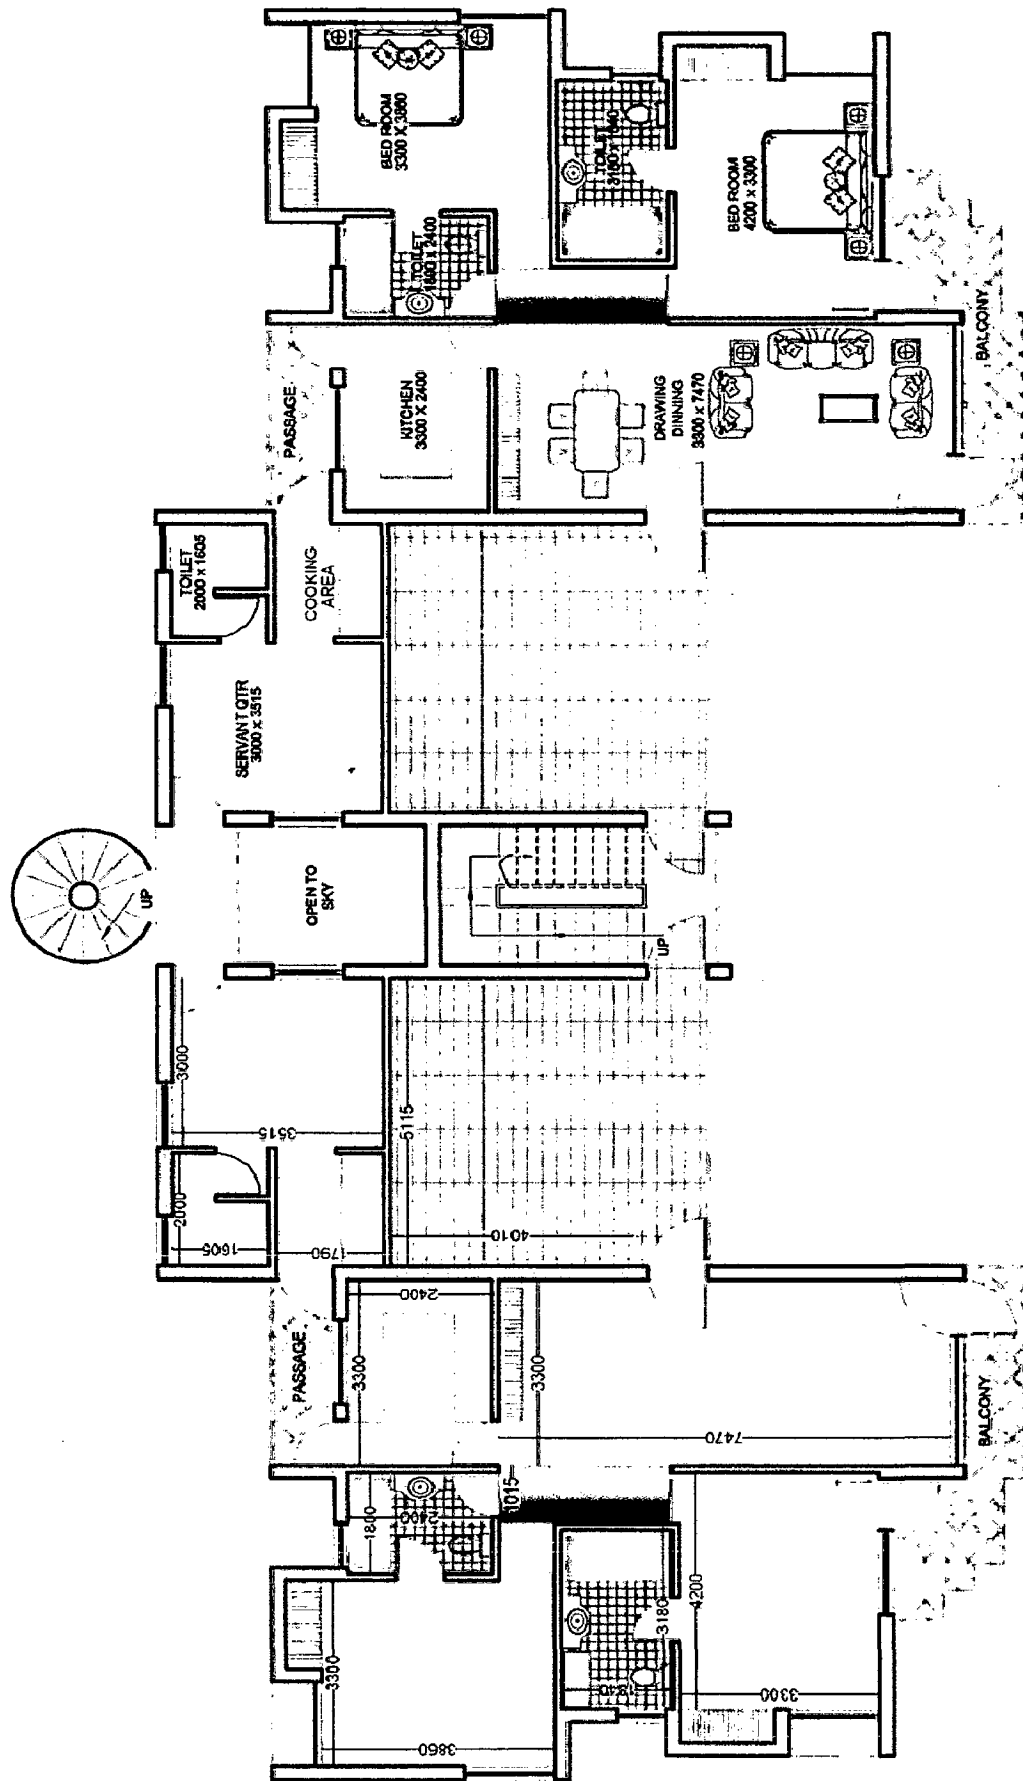 BED ROOM
3300 X 3860
TOILET
3180 x 1840
BED ROOM
4200 x 3300
TOILET
1800 x 2400
BALCONY
PASSAGE
KITCHEN
3300 X 2400
DRAWING
DINNING
3300 x 7470
TOILET
2000 x 1605
COOKING
AREA
SERVANT QTR
3000 x 3515
UP
OPEN TO
SKY
UP
3000
3515
2000
1605
1790
5115
4010
PASSAGE
2400
3300
3300
7470
BALCONY
1015
1800
2400
3300
3860
3180
1840
4200
3300